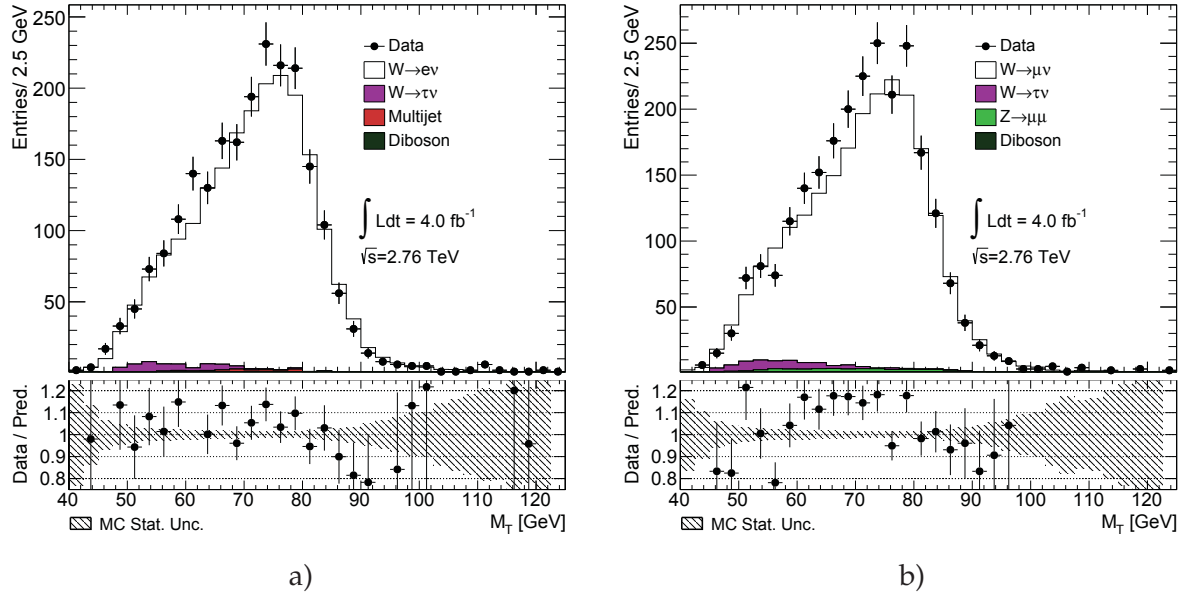 Entries/ 2.5 GeV
250
200
150
100
50
Data
W→eν
W→τν
Multijet
Diboson
∫ Ldt = 4.0 fb⁻¹
√s=2.76 TeV
Data / Pred.
1.2
1.1
1
0.9
0.8
40 50 60 70 80 90 100 110 120
M_T [GeV]
MC Stat. Unc.
a)
Entries/ 2.5 GeV
250
200
150
100
50
Data
W→μν
W→τν
Z→μμ
Diboson
∫ Ldt = 4.0 fb⁻¹
√s=2.76 TeV
Data / Pred.
1.2
1.1
1
0.9
0.8
40 50 60 70 80 90 100 110 120
M_T [GeV]
MC Stat. Unc.
b)